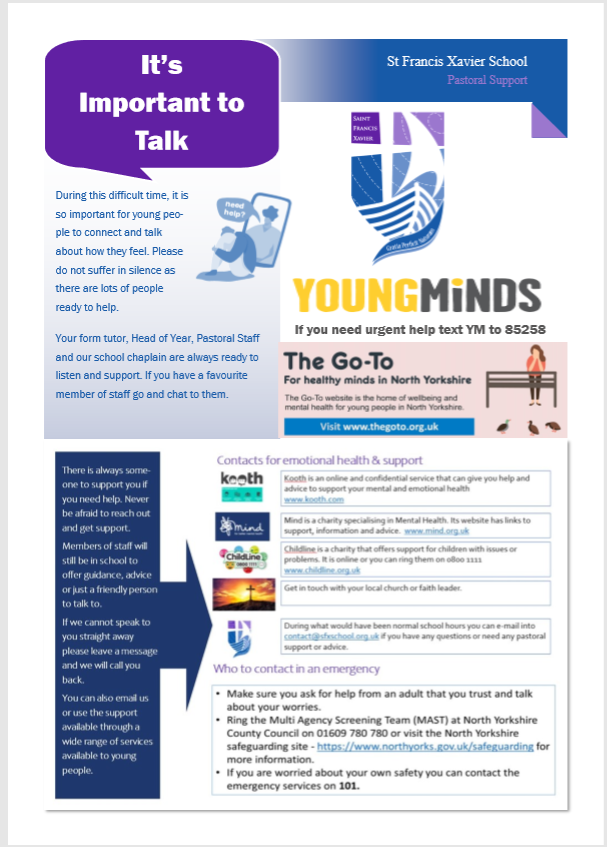 It's
Important to
Talk
St Francis Xavier School
Pastoral Support
SAINT
FRANCIS
XAVIER
During this difficult time, it is
so important for young peo-
ple to connect and talk
about how they feel. Please
do not suffer in silence as
there are lots of people
ready to help.
need
help?
Your form tutor, Head of Year, Pastoral Staff
and our school chaplain are always ready to
listen and support. If you have a favourite
member of staff go and chat to them.
YOUNGMiNDS
If you need urgent help text YM to 85258
The Go-To
For healthy minds in North Yorkshire
The Go-To website is the home of wellbeing and
mental health for young people in North Yorkshire.
Visit www.thegoto.org.uk
There is always some-
one to support you if
you need help. Never
be afraid to reach out
and get support.
Members of staff will
still be in school to
offer guidance, advice
or just a friendly person
to talk to.
If we cannot speak to
you straight away
please leave a message
and we will call you
back.
You can also email us
or use the support
available through a
wide range of services
available to young
people.
Contacts for emotional health & support
kooth
Kooth is an online and confidential service that can give you help and
advice to support your mental and emotional health
www.kooth.com
mind
Mind is a charity specialising in Mental Health. Its website has links to
support, information and advice. www.mind.org.uk
ChildLine
0800 1111
Childline is a charity that offers support for children with issues or
problems. It is online or you can ring them on 0800 1111
www.childline.org.uk
Get in touch with your local church or faith leader.
During what would have been normal school hours you can e-mail into
contact@sfxschool.org.uk if you have any questions or need any pastoral
support or advice.
Who to contact in an emergency
• Make sure you ask for help from an adult that you trust and talk
about your worries.
• Ring the Multi Agency Screening Team (MAST) at North Yorkshire
County Council on 01609 780 780 or visit the North Yorkshire
safeguarding site - https://www.northyorks.gov.uk/safeguarding for
more information.
• If you are worried about your own safety you can contact the
emergency services on 101.